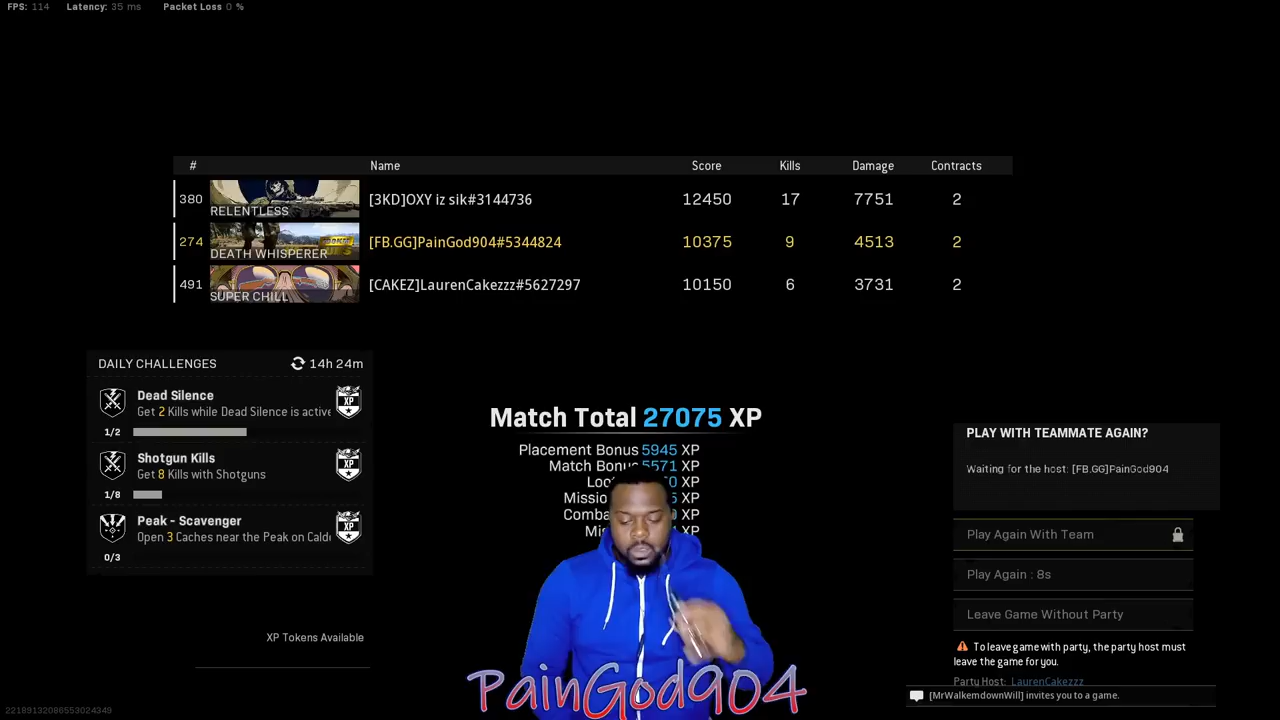 FPS: 114 Latency: 35 ms Packet Loss 0 %
# Name Score Kills Damage Contracts
380 RELENTLESS [3KD]OXY iz sik#3144736 12450 17 7751 2
274 DEATH WHISPERER [FB.GG]PainGod904#5344824 10375 9 4513 2
491 SUPER CHILL [CAKEZ]LaurenCakezzz#5627297 10150 6 3731 2
DAILY CHALLENGES 14h 24m
Dead Silence
Get 2 Kills while Dead Silence is active
1/2
XP
Shotgun Kills
Get 8 Kills with Shotguns
1/8
XP
Peak - Scavenger
Open 3 Caches near the Peak on Calde
0/3
XP
XP Tokens Available
Match Total 27075 XP
Placement Bonus 5945 XP
Match Bonus 5571 XP
XP
Missio XP
Comba XP
XP
PainGod904
PLAY WITH TEAMMATE AGAIN?
Waiting for the host: [FB.GG]PainGod904
Play Again With Team
Play Again : 8s
Leave Game Without Party
To leave game with party, the party host must
leave the game for you.
Party Host: LaurenCakezzz
[MrWalkemdownWill] invites you to a game.
22189132086553024349